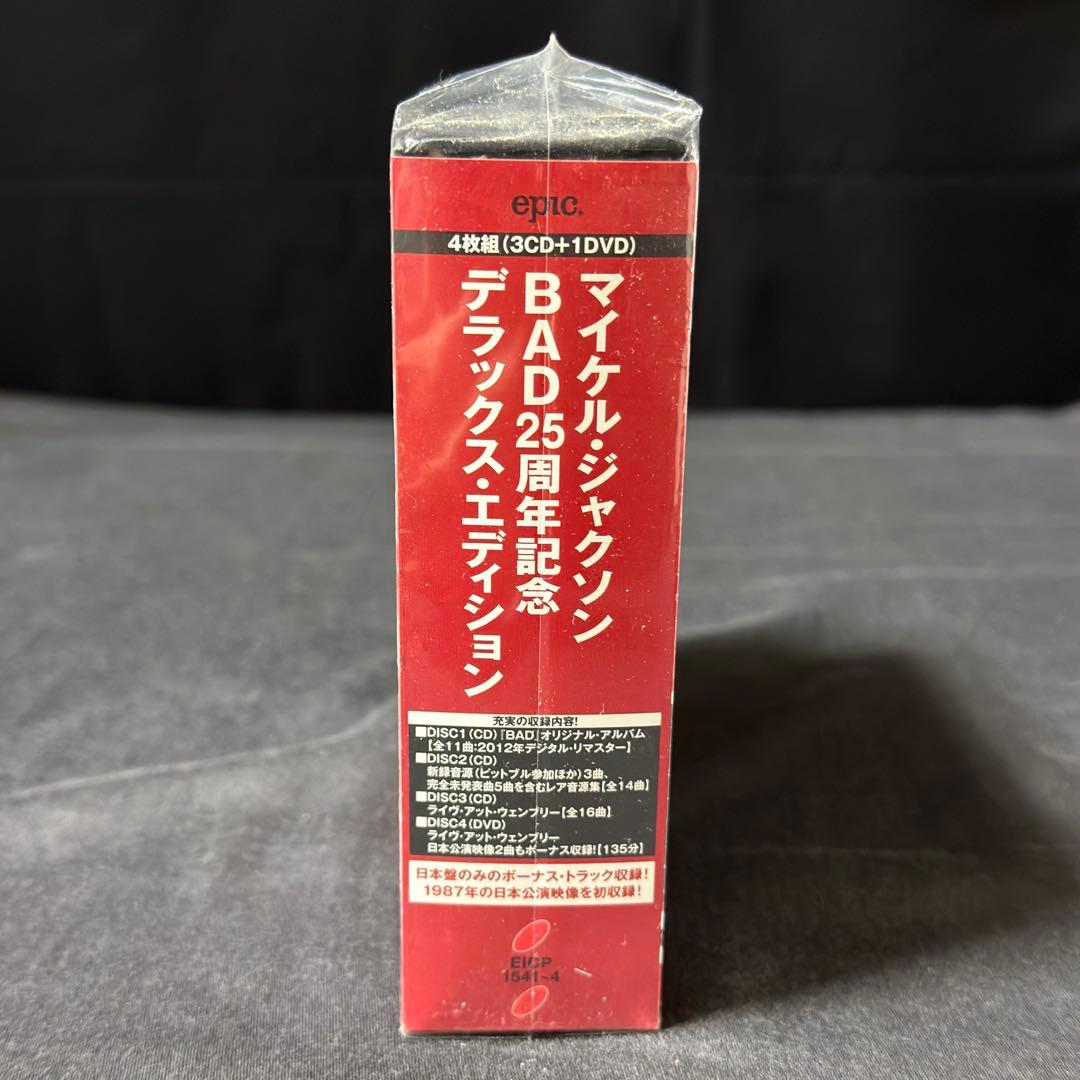 epic.
4枚組(3CD+1DVD)
マイケル・ジャクソン
BAD25周年記念
デラックス・エディション
充実の収録内容!
■DISC1(CD)『BAD』オリジナル・アルバム
【全11曲:2012年デジタル・リマスター】
■DISC2(CD)
新録音源(ピットブル参加ほか)3曲、
完全未発表曲5曲を含むレア音源集【全14曲】
■DISC3(CD)
ライヴ・アット・ウェンブリー【全16曲】
■DISC4(DVD)
ライヴ・アット・ウェンブリー
日本公演映像2曲もボーナス収録!【135分】
日本盤のみのボーナス・トラック収録!
1987年の日本公演映像を初収録!
EICP
1541~4